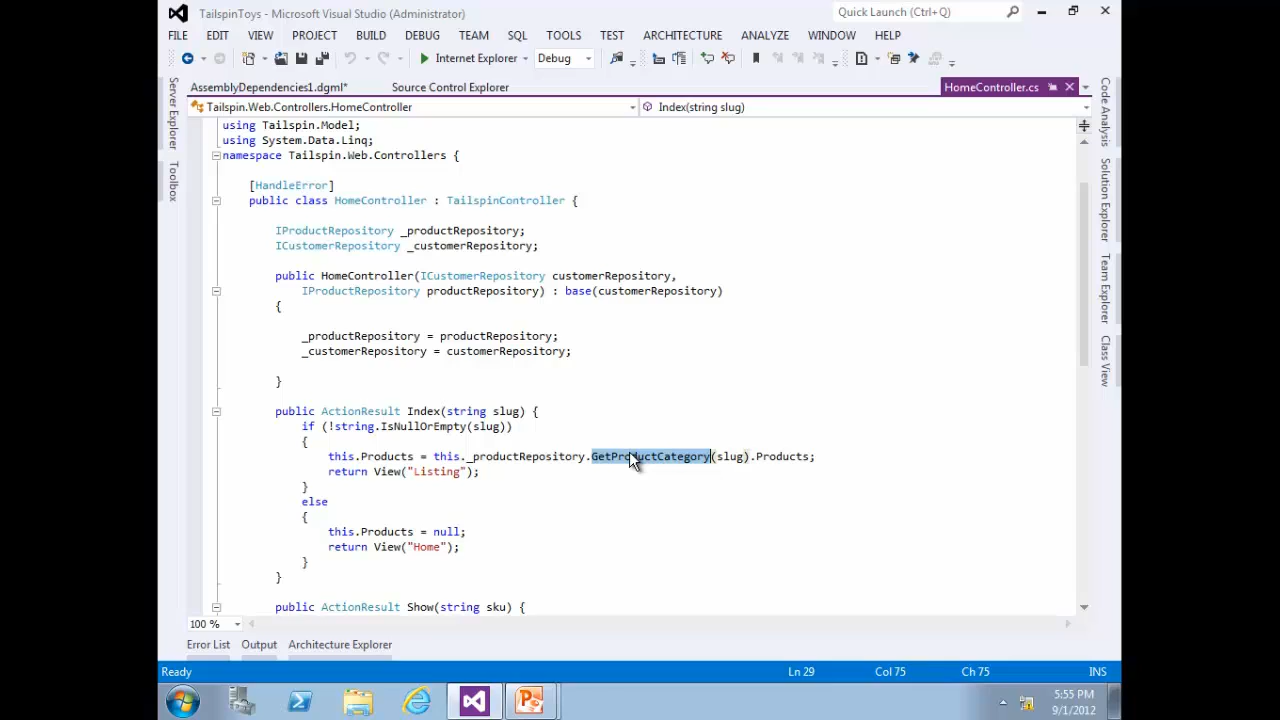 TailspinToys - Microsoft Visual Studio (Administrator)
Quick Launch (Ctrl+Q)
FILE EDIT VIEW PROJECT BUILD DEBUG TEAM SQL TOOLS TEST ARCHITECTURE ANALYZE WINDOW HELP
Internet Explorer Debug
AssemblyDependencies1.dgml* Source Control Explorer HomeController.cs
Tailspin.Web.Controllers.HomeController Index(string slug)
Server Explorer
Toolbox
using Tailspin.Model;
using System.Data.Linq;
namespace Tailspin.Web.Controllers {
[HandleError]
public class HomeController : TailspinController {
IProductRepository _productRepository;
ICustomerRepository _customerRepository;
public HomeController(ICustomerRepository customerRepository,
IProductRepository productRepository) : base(customerRepository)
{
_productRepository = productRepository;
_customerRepository = customerRepository;
}
public ActionResult Index(string slug) {
if (!string.IsNullOrEmpty(slug))
{
this.Products = this._productRepository.GetProductCategory(slug).Products;
return View("Listing");
}
else
{
this.Products = null;
return View("Home");
}
}
public ActionResult Show(string sku) {
Code Analysis
Solution Explorer
Team Explorer
Class View
100 %
Error List Output Architecture Explorer
Ready Ln 29 Col 75 Ch 75 INS
5:55 PM
9/1/2012